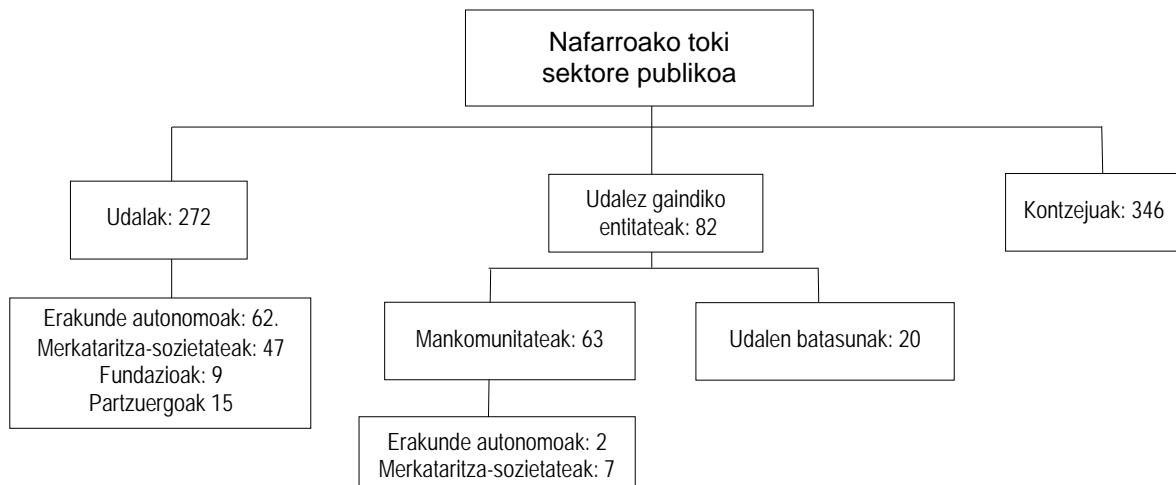 Nafarroako toki
sektore publikoa
Udalak: 272
Udalez gaindiko
entitateak: 82
Kontzejuak: 346
Erakunde autonomoak: 62.
Merkataritza-sozietateak: 47
Fundazioak: 9
Partzuergoak 15
Mankomunitateak: 63
Udalen batasunak: 20
Erakunde autonomoak: 2
Merkataritza-sozietateak: 7